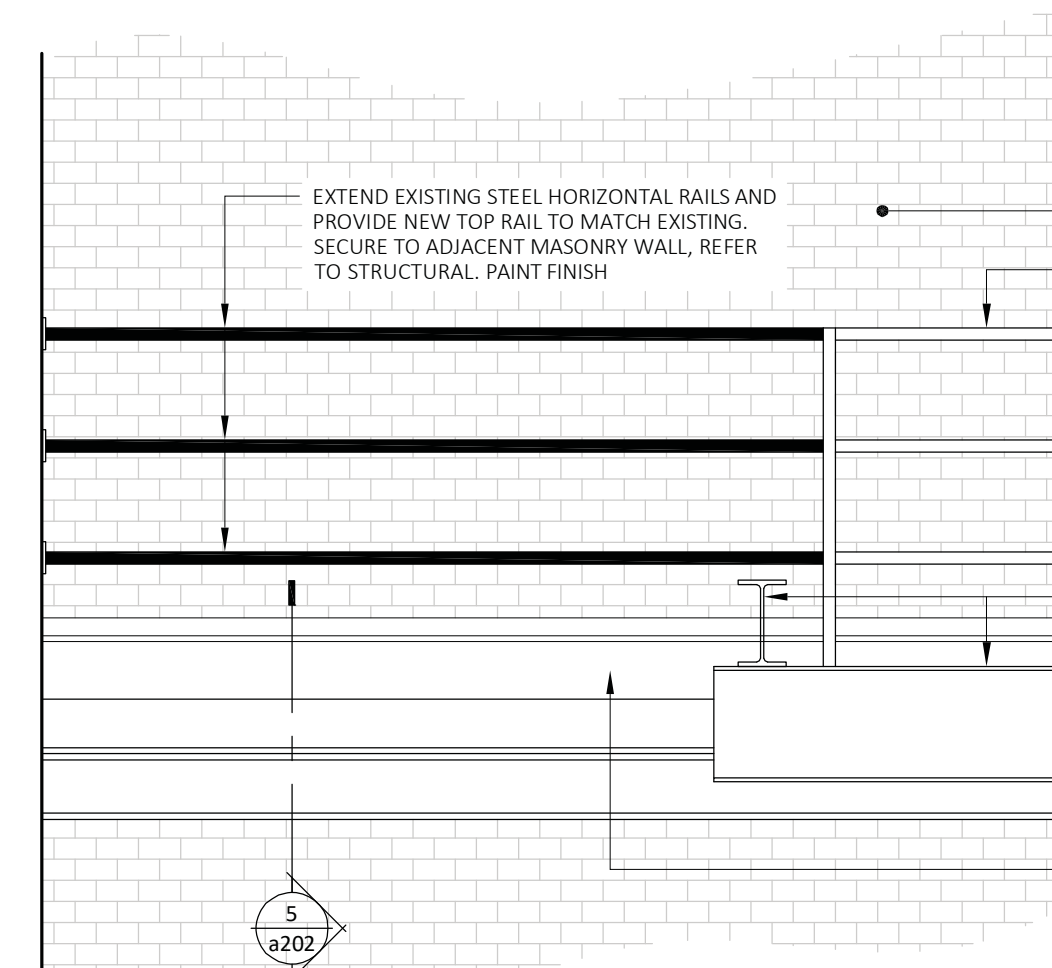 EXTEND EXISTING STEEL HORIZONTAL RAILS AND
PROVIDE NEW TOP RAIL TO MATCH EXISTING.
SECURE TO ADJACENT MASONRY WALL, REFER
TO STRUCTURAL. PAINT FINISH
5
a202